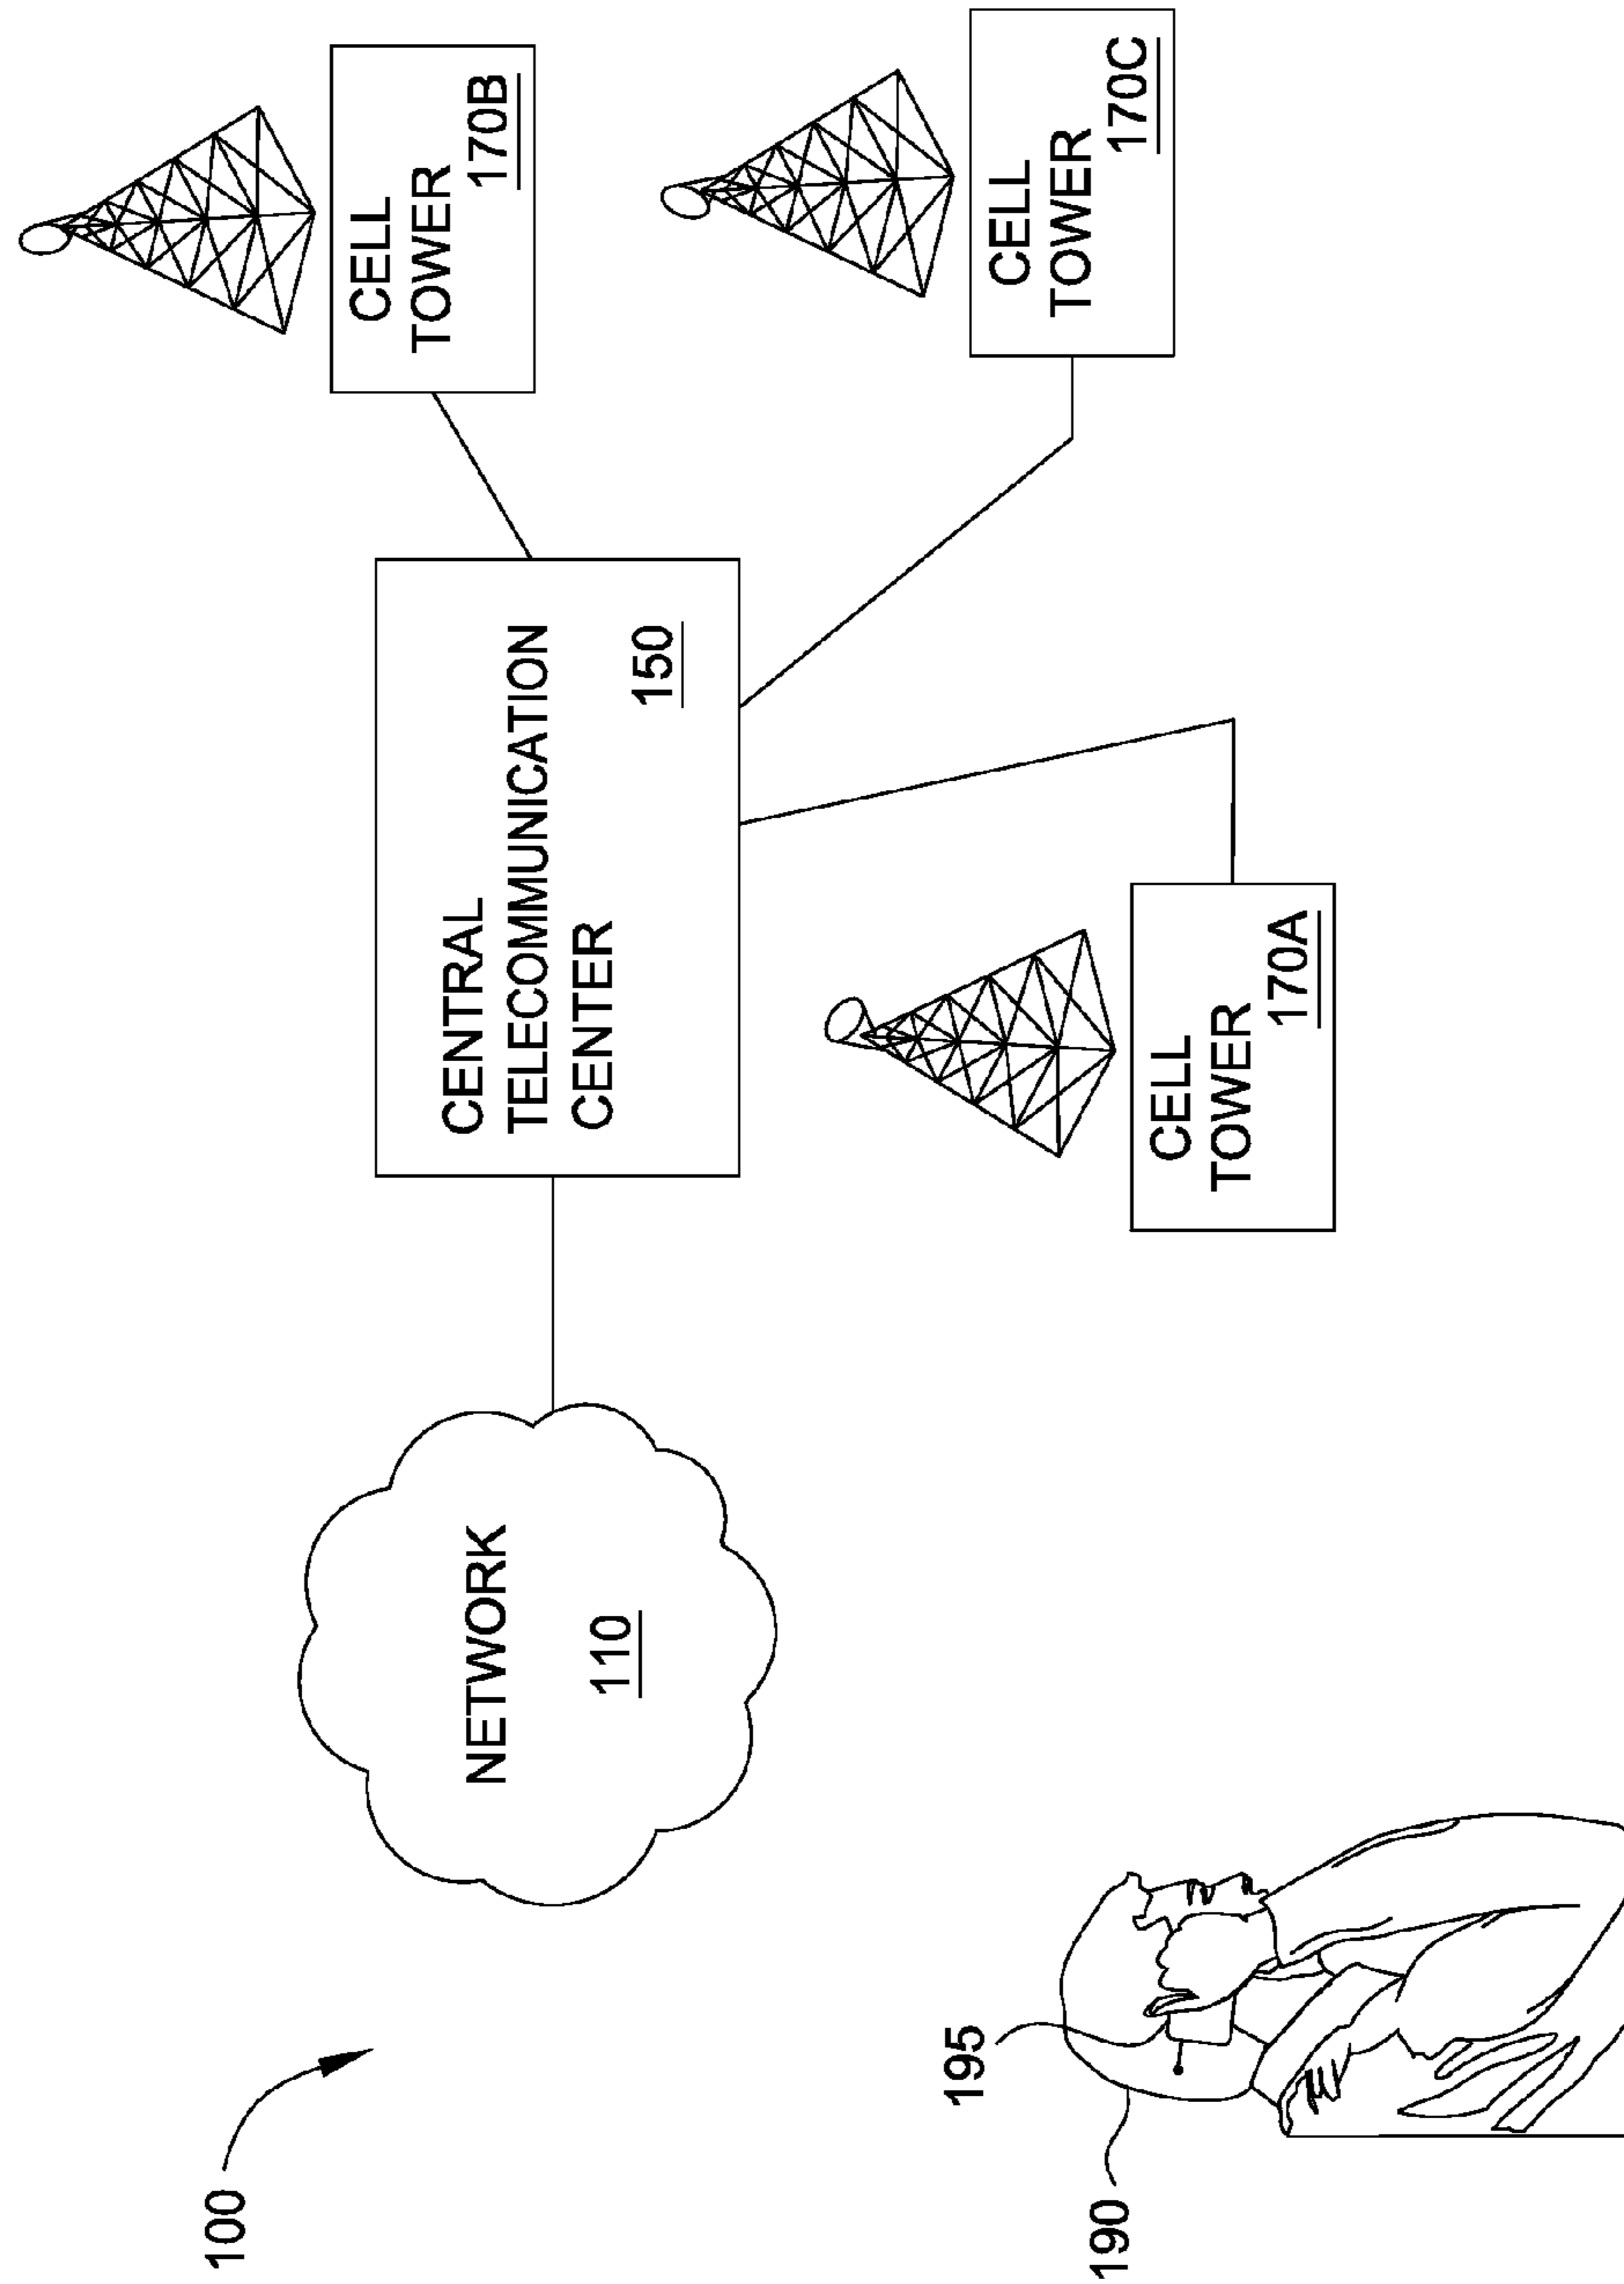 100
NETWORK
110
CENTRAL
TELECOMMUNICATION
CENTER
150
CELL
TOWER
170B
CELL
TOWER
170C
CELL
TOWER
170A
195
190